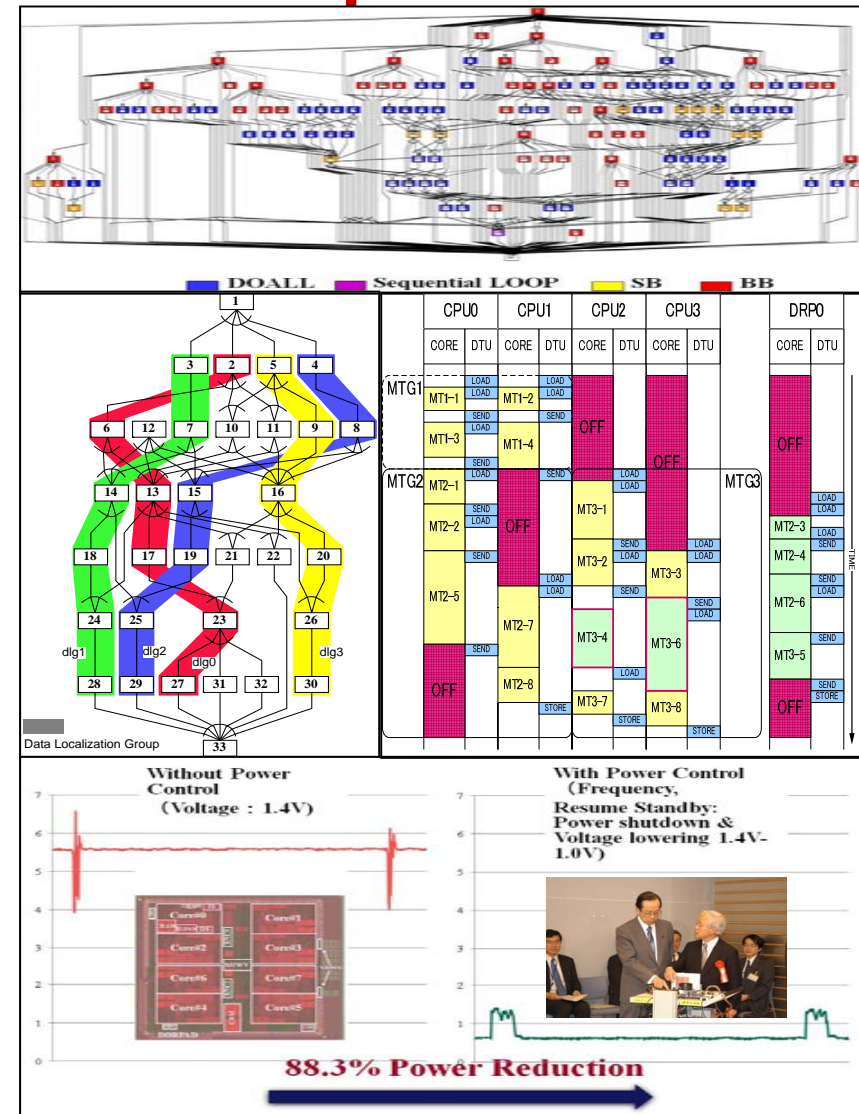 DOALL Sequential LOOP SB BB
1
3 2 5 4
6 12 7 10 11 9 8
14 13 15 16
18 17 19 21 22 20
24 25 23 26
dlg1 dlg2 dlg0 dlg3
28 29 27 31 32 30
Data Localization Group
33
CPU0 CPU1 CPU2 CPU3 DRP0
CORE DTU CORE DTU CORE DTU CORE DTU CORE DTU
MTG1
LOAD LOAD
MT1-1 LOAD MT1-2 LOAD
SEND SEND
OFF
MT1-3 LOAD MT1-4
OFF
OFF
SEND
MTG2 LOAD SEND LOAD MTG3
MT2-1 LOAD
MT3-1
LOAD
SEND LOAD
MT2-2 LOAD OFF MT2-3
LOAD
SEND LOAD SEND
SEND MT3-2 LOAD LOAD MT2-4
MT3-3
LOAD SEND
MT2-5 LOAD SEND LOAD
MT2-6
SEND
MT2-7 MT3-4 MT3-6 LOAD
SEND SEND
MT3-5
LOAD
OFF MT2-8 SEND
STORE
MT3-7 MT3-8 OFF
STORE STORE
STORE
TIME
Without Power
Control
（Voltage : 1.4V)
7
6
5
4
3
2
1
0
Core#0 Core#1
Core#2 Core#3
Core#6 Core#7
Core#4 Core#5
With Power Control
（Frequency,
Resume Standby:
Power shutdown &
Voltage lowering 1.4V-
1.0V)
7
6
5
4
3
2
1
0
88.3% Power Reduction